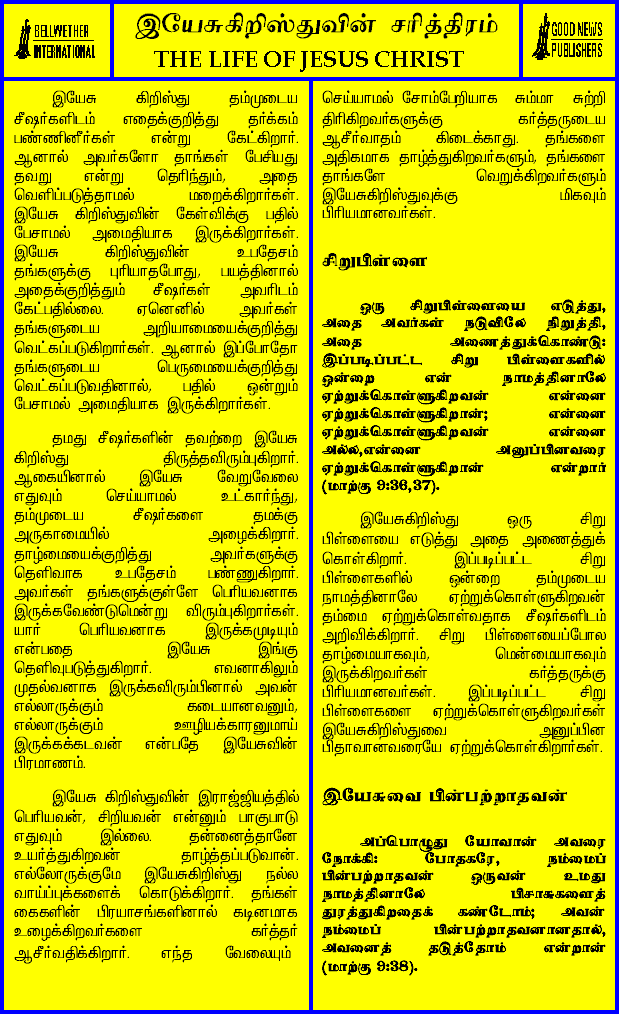 BELLWETHER
INTERNATIONAL
இயேசுகிறிஸ்துவின் சரித்திரம்
THE LIFE OF JESUS CHRIST
GOOD NEWS
PUBLISHERS
இயேசு கிறிஸ்து தம்முடைய
சீஷர்களிடம் எதைக்குறித்து தர்க்கம்
பண்ணினீர்கள் என்று கேட்கிறார்.
ஆனால் அவர்களோ தாங்கள் பேசியது
தவறு என்று தெரிந்தும், அதை
வெளிப்படுத்தாமல் மறைக்கிறார்கள்.
இயேசு கிறிஸ்துவின் கேள்விக்கு பதில்
பேசாமல் அமைதியாக இருக்கிறார்கள்.
இயேசு கிறிஸ்துவின் உபதேசம்
தங்களுக்கு புரியாதபோது, பயத்தினால்
அதைக்குறித்தும் சீஷர்கள் அவரிடம்
கேட்பதில்லை. ஏனெனில் அவர்கள்
தங்களுடைய அறியாமையைக்குறித்து
வெட்கப்படுகிறார்கள். ஆனால் இப்போதோ
தங்களுடைய பெருமையைக்குறித்து
வெட்கப்படுவதினால், பதில் ஒன்றும்
பேசாமல் அமைதியாக இருக்கிறார்கள்.
தமது சீஷர்களின் தவற்றை இயேசு
கிறிஸ்து திருத்தவிரும்புகிறார்.
ஆகையினால் இயேசு வேறுவேலை
எதுவும் செய்யாமல் உட்கார்ந்து,
தம்முடைய சீஷர்களை தமக்கு
அருகாமையில் அழைக்கிறார்.
தாழ்மையைக்குறித்து அவர்களுக்கு
தெளிவாக உபதேசம் பண்ணுகிறார்.
அவர்கள் தங்களுக்குள்ளே பெரியவனாக
இருக்கவேண்டுமென்று விரும்புகிறார்கள்.
யார் பெரியவனாக இருக்கமுடியும்
என்பதை இயேசு இங்கு
தெளிவுபடுத்துகிறார். எவனாகிலும்
முதல்வனாக இருக்கவிரும்பினால் அவன்
எல்லாருக்கும் கடையானவனும்,
எல்லாருக்கும் ஊழியக்காரனுமாய்
இருக்கக்கடவன் என்பதே இயேசுவின்
பிரமாணம்.
இயேசு கிறிஸ்துவின் இராஜ்ஜியத்தில்
பெரியவன், சிறியவன் என்னும் பாகுபாடு
எதுவும் இல்லை. தன்னைத்தானே
உயர்த்துகிறவன் தாழ்த்தப்படுவான்.
எல்லோருக்குமே இயேசுகிறிஸ்து நல்ல
வாய்ப்புக்களைக் கொடுக்கிறார். தங்கள்
கைகளின் பிரயாசங்களினால் கடினமாக
உழைக்கிறவர்களை கர்த்தர்
ஆசீர்வதிக்கிறார். எந்த வேலையும்
செய்யாமல் சோம்பேறியாக சும்மா சுற்றி
திரிகிறவர்களுக்கு கர்த்தருடைய
ஆசீர்வாதம் கிடைக்காது. தங்களை
அதிகமாக தாழ்த்துகிறவர்களும், தங்களை
தாங்களே வெறுக்கிறவர்களும்
இயேசுகிறிஸ்துவுக்கு மிகவும்
பிரியமானவர்கள்.
சிறுபிள்ளை
ஒரு சிறுபிள்ளையை எடுத்து,
அதை அவர்கள் நடுவிலே நிறுத்தி,
அதை அணைத்துக்கொண்டு:
இப்படிப்பட்ட சிறு பிள்ளைகளில்
ஒன்றை என் நாமத்தினாலே
ஏற்றுக்கொள்ளுகிறவன் என்னை
ஏற்றுக்கொள்ளுகிறான்; என்னை
ஏற்றுக்கொள்ளுகிறவன் என்னை
அல்ல,என்னை அனுப்பினவரை
ஏற்றுக்கொள்ளுகிறான் என்றார்
(மாற்கு 9:36,37).
இயேசுகிறிஸ்து ஒரு சிறு
பிள்ளையை எடுத்து அதை அணைத்துக்
கொள்கிறார். இப்படிப்பட்ட சிறு
பிள்ளைகளில் ஒன்றை தம்முடைய
நாமத்தினாலே ஏற்றுக்கொள்ளுகிறவன்
தம்மை ஏற்றுக்கொள்வதாக சீஷர்களிடம்
அறிவிக்கிறார். சிறு பிள்ளையைப்போல
தாழ்மையாகவும், மென்மையாகவும்
இருக்கிறவர்கள் கர்த்தருக்கு
பிரியமானவர்கள். இப்படிப்பட்ட சிறு
பிள்ளைகளை ஏற்றுக்கொள்ளுகிறவர்கள்
இயேசுகிறிஸ்துவை அனுப்பின
பிதாவானவரையே ஏற்றுக்கொள்கிறார்கள்.
இயேசுவை பின்பற்றாதவன்
அப்பொழுது யோவான் அவரை
நோக்கி: போதகரே, நம்மைப்
பின்பற்றாதவன் ஒருவன் உமது
நாமத்தினாலே பிசாசுகளைத்
துரத்துகிறதைக் கண்டோம்; அவன்
நம்மைப் பின்பற்றாதவனானதால்,
அவனைத் தடுத்தோம் என்றான்
(மாற்கு 9:38).